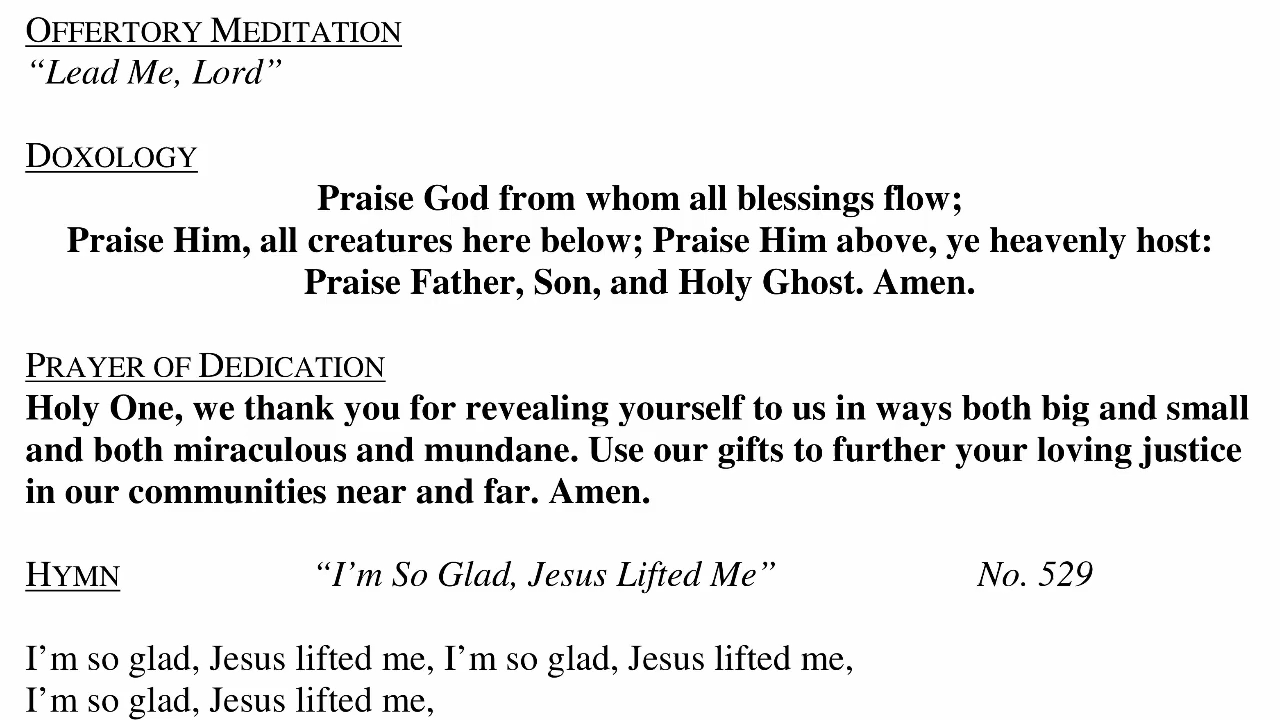 OFFERTORY MEDITATION
“Lead Me, Lord”
DOXOLOGY
Praise God from whom all blessings flow;
Praise Him, all creatures here below; Praise Him above, ye heavenly host:
Praise Father, Son, and Holy Ghost. Amen.
PRAYER OF DEDICATION
Holy One, we thank you for revealing yourself to us in ways both big and small
and both miraculous and mundane. Use our gifts to further your loving justice
in our communities near and far. Amen.
HYMN “I’m So Glad, Jesus Lifted Me” No. 529
I’m so glad, Jesus lifted me, I’m so glad, Jesus lifted me,
I’m so glad, Jesus lifted me,